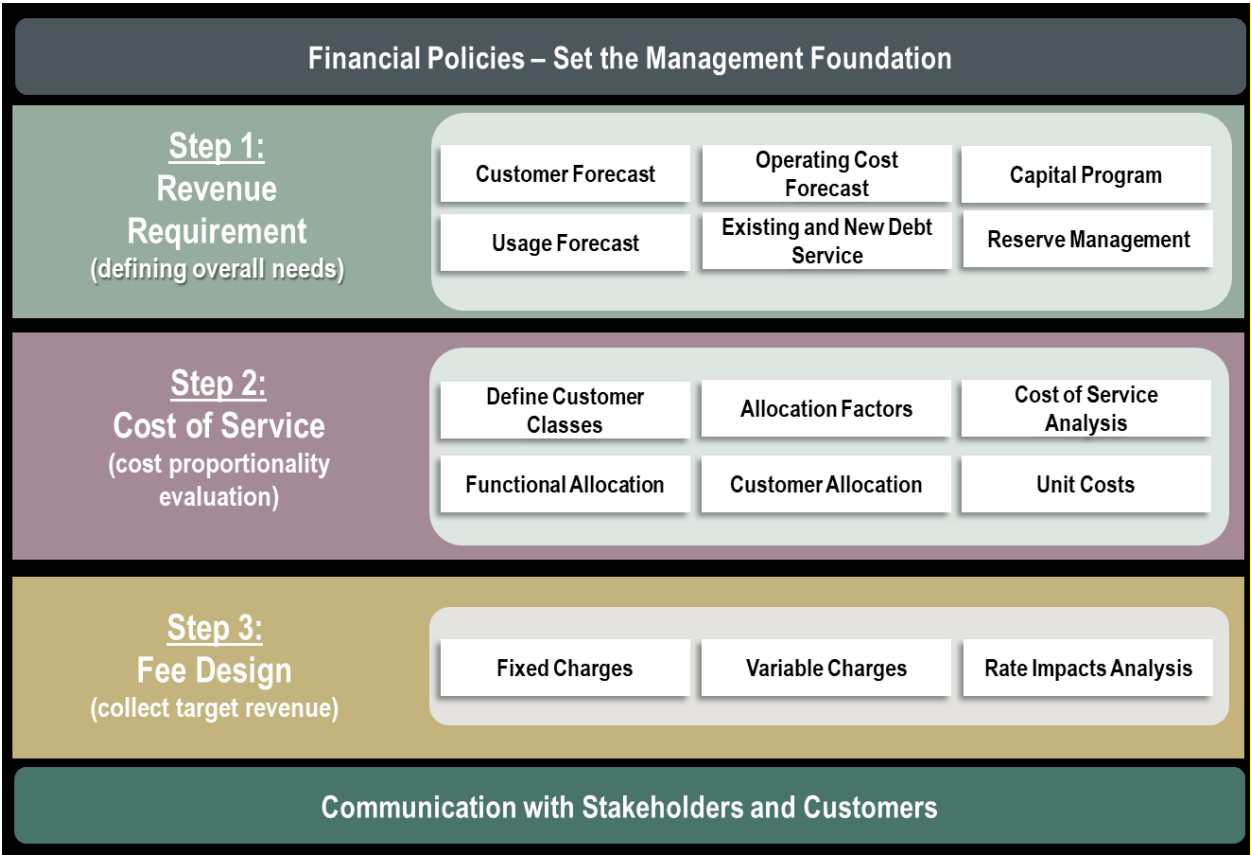 Financial Policies – Set the Management Foundation
Step 1:
Revenue
Requirement
(defining overall needs)
Customer Forecast
Operating Cost
Forecast
Capital Program
Usage Forecast
Existing and New Debt
Service
Reserve Management
Step 2:
Cost of Service
(cost proportionality
evaluation)
Define Customer
Classes
Allocation Factors
Cost of Service
Analysis
Functional Allocation
Customer Allocation
Unit Costs
Step 3:
Fee Design
(collect target revenue)
Fixed Charges
Variable Charges
Rate Impacts Analysis
Communication with Stakeholders and Customers